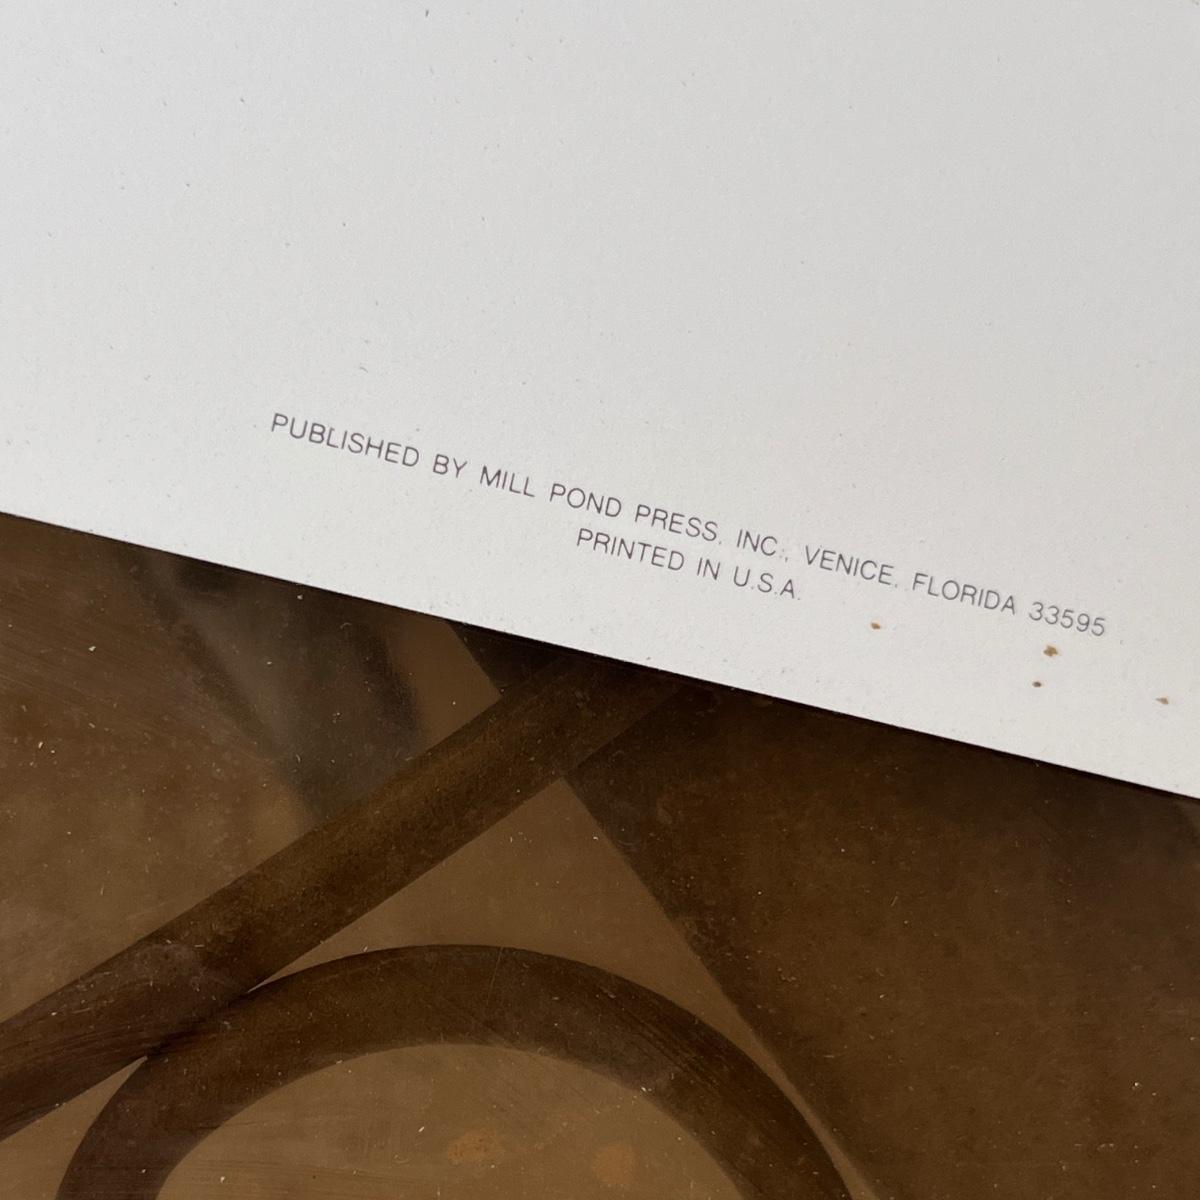 PUBLISHED BY MILL POND PRESS, INC., VENICE, FLORIDA 33595
PRINTED IN U.S.A.